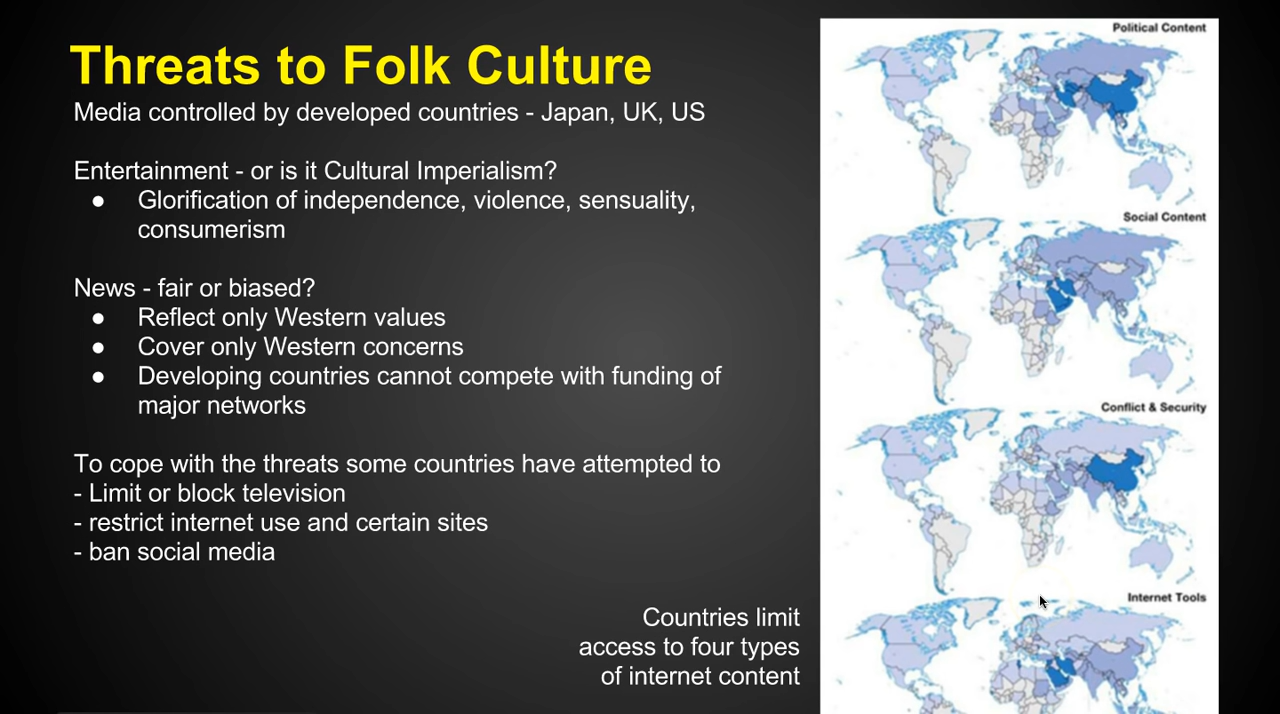 Threats to Folk Culture
Media controlled by developed countries - Japan, UK, US
Entertainment - or is it Cultural Imperialism?
● Glorification of independence, violence, sensuality,
consumerism
News - fair or biased?
● Reflect only Western values
● Cover only Western concerns
● Developing countries cannot compete with funding of
major networks
To cope with the threats some countries have attempted to
- Limit or block television
- restrict internet use and certain sites
- ban social media
Countries limit
access to four types
of internet content
Political Content
Social Content
Conflict & Security
Internet Tools